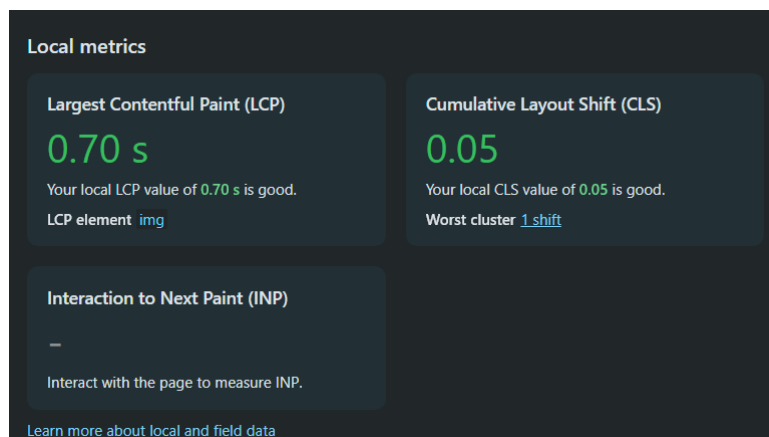 Local metrics
Largest Contentful Paint (LCP)
0.70 s
Your local LCP value of 0.70 s is good.
LCP element img
Cumulative Layout Shift (CLS)
0.05
Your local CLS value of 0.05 is good.
Worst cluster 1 shift
Interaction to Next Paint (INP)
-
Interact with the page to measure INP.
Learn more about local and field data